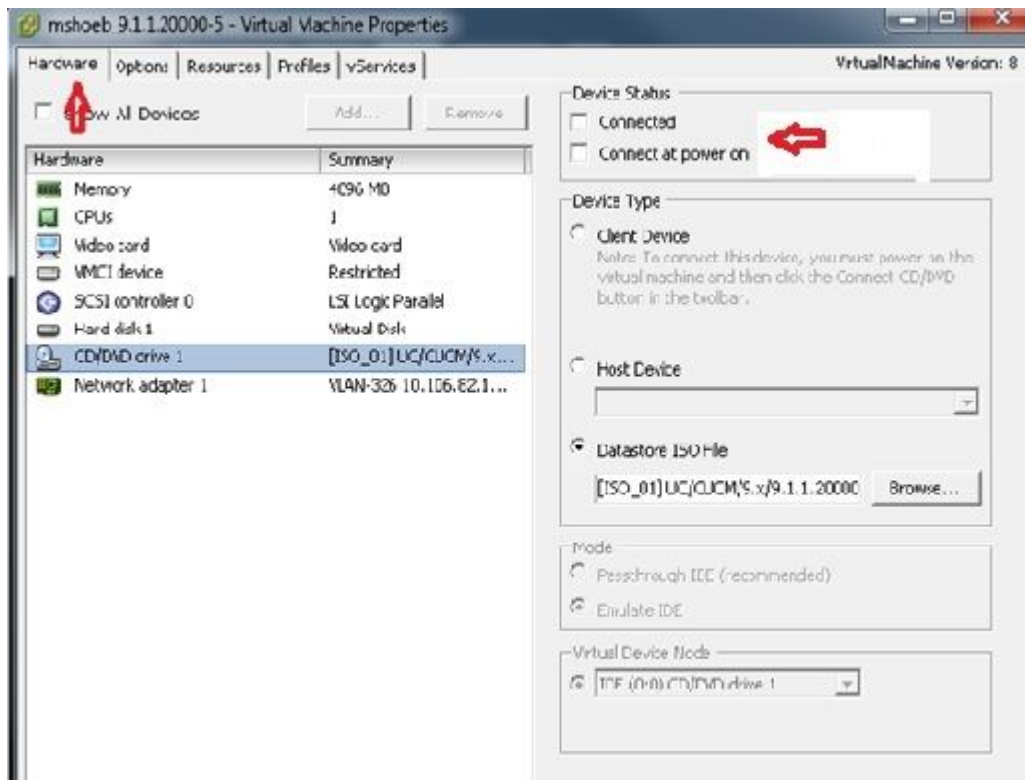 mshoeb_9.1.1.20000-5 - Virtual Machine Properties
Hardware Options Resources Profiles vServices Virtual Machine Version: 8
Show All Devices Add... Remove
Hardware Summary
Memory 4096 MB
CPUs 1
Video card Video card
VMCI device Restricted
SCSI controller 0 LSI Logic Parallel
Hard disk 1 Virtual Disk
CD/DVD drive 1 [ISO_01] UC/CUCM/9.x...
Network adapter 1 VLAN-326 10.106.82.1...
Device Status
Connected
Connect at power on
Device Type
Client Device
Note: To connect this device, you must power on the
virtual machine and then click the Connect CD/DVD
button in the toolbar.
Host Device
Datastore ISO File
[ISO_01] UC/CUCM/9.x/9.1.1.20000 Browse...
Mode
Passthrough IDE (recommended)
Emulate IDE
Virtual Device Node
IDE (0:0) CD/DVD drive 1